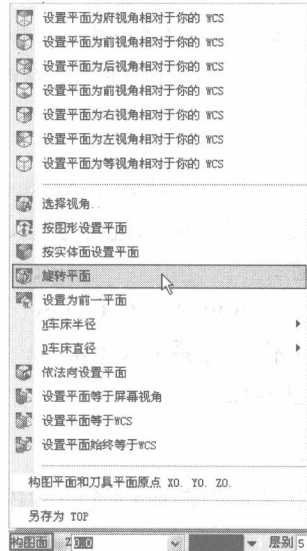 设置平面为府视角相对于你的 WCS
设置平面为前视角相对于你的 WCS
设置平面为后视角相对于你的 WCS
设置平面为前视角相对于你的 WCS
设置平面为右视角相对于你的 WCS
设置平面为左视角相对于你的 WCS
设置平面为等视角相对于你的 WCS
选择视角..
按图形设置平面
按实体面设置平面
旋转平面
设置为前一平面
M车床半径
D车床直径
依法向设置平面
设置平面等于屏幕视角
设置平面等于WCS
设置平面始终等于WCS
构图平面和刀具平面原点 X0. Y0. Z0.
另存为 TOP
构图面 Z 0.0 层别 S